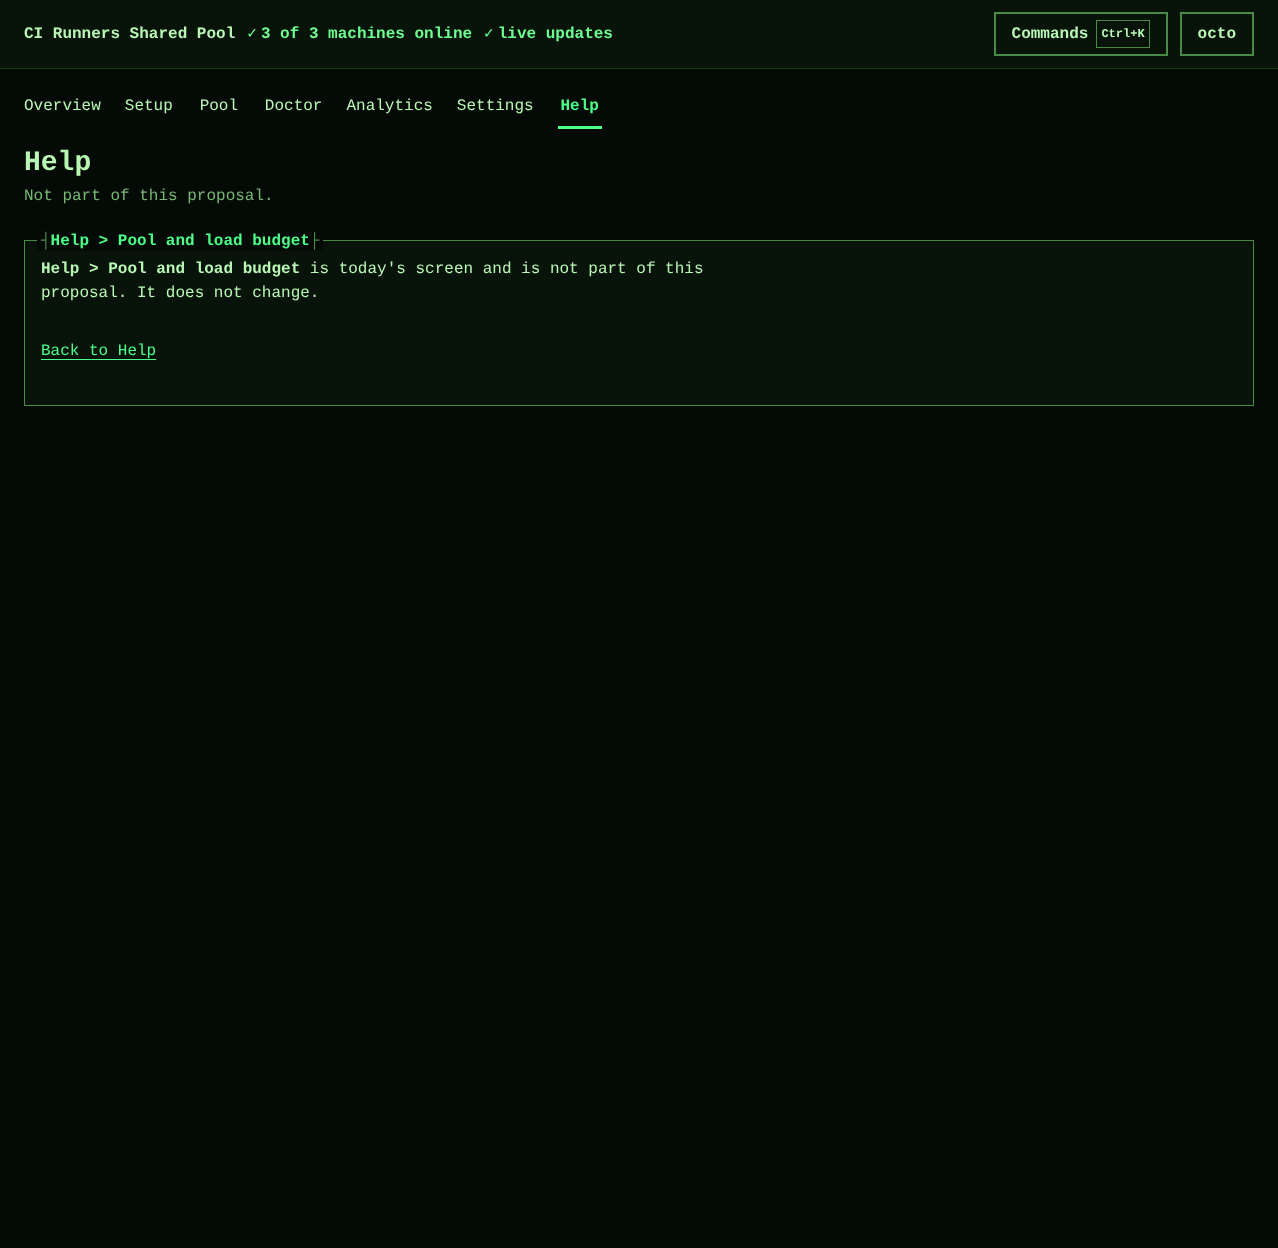 CI Runners Shared Pool ✓ 3 of 3 machines online ✓ live updates Commands Ctrl+K octo
Overview Setup Pool Doctor Analytics Settings Help
Help
Not part of this proposal.
Help > Pool and load budget
Help > Pool and load budget is today's screen and is not part of this
proposal. It does not change.
Back to Help